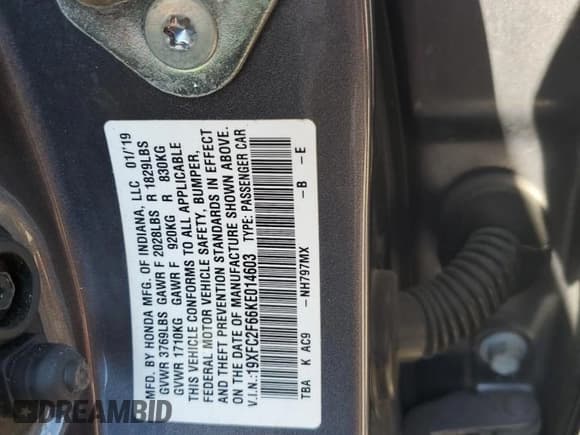 MFD. BY HONDA MFG. OF INDIANA, LLC 01/'19
GVWR 3769LBS GAWR F 2028LBS R 1829LBS
GVWR 1710KG GAWR F 920KG R 830KG
THIS VEHICLE CONFORMS TO ALL APPLICABLE
FEDERAL MOTOR VEHICLE SAFETY, BUMPER,
AND THEFT PREVENTION STANDARDS IN EFFECT
ON THE DATE OF MANUFACTURE SHOWN ABOVE.
V.I.N.:19XFC2F66KE014603 TYPE: PASSENGER CAR
TBA K AC9 -NH797MX -B -E
DREAMBID